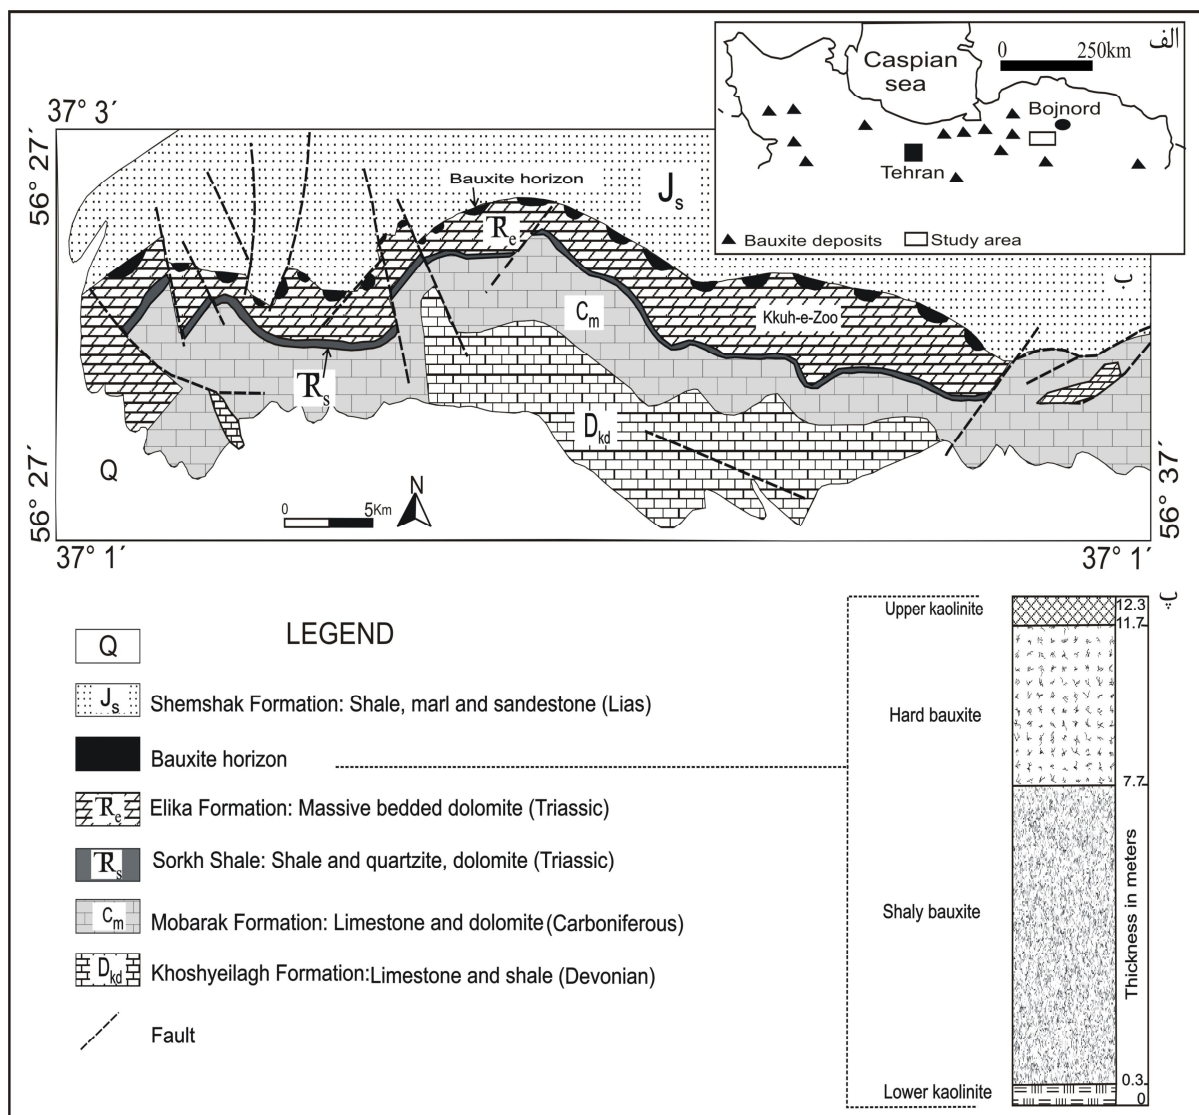 الف
0 250km
Caspian
sea
Bojnord
Tehran
Bauxite deposits
Study area
37° 3´
56° 27´
Bauxite horizon
Js
Ꞧe
ب
Cm
Kkuh-e-Zoo
Ꞧs
Dkd
Q
N
0 5Km
56° 27´
56° 37´
37° 1´
37° 1´
LEGEND
Q
Js Shemshak Formation: Shale, marl and sandestone (Lias)
Bauxite horizon
Ꞧe Elika Formation: Massive bedded dolomite (Triassic)
Ꞧs Sorkh Shale: Shale and quartzite, dolomite (Triassic)
Cm Mobarak Formation: Limestone and dolomite (Carboniferous)
Dkd Khoshyeilagh Formation: Limestone and shale (Devonian)
Fault
پ
Upper kaolinite
12.3
11.7
Hard bauxite
7.7
Shaly bauxite
Thickness in meters
0.3
Lower kaolinite
0